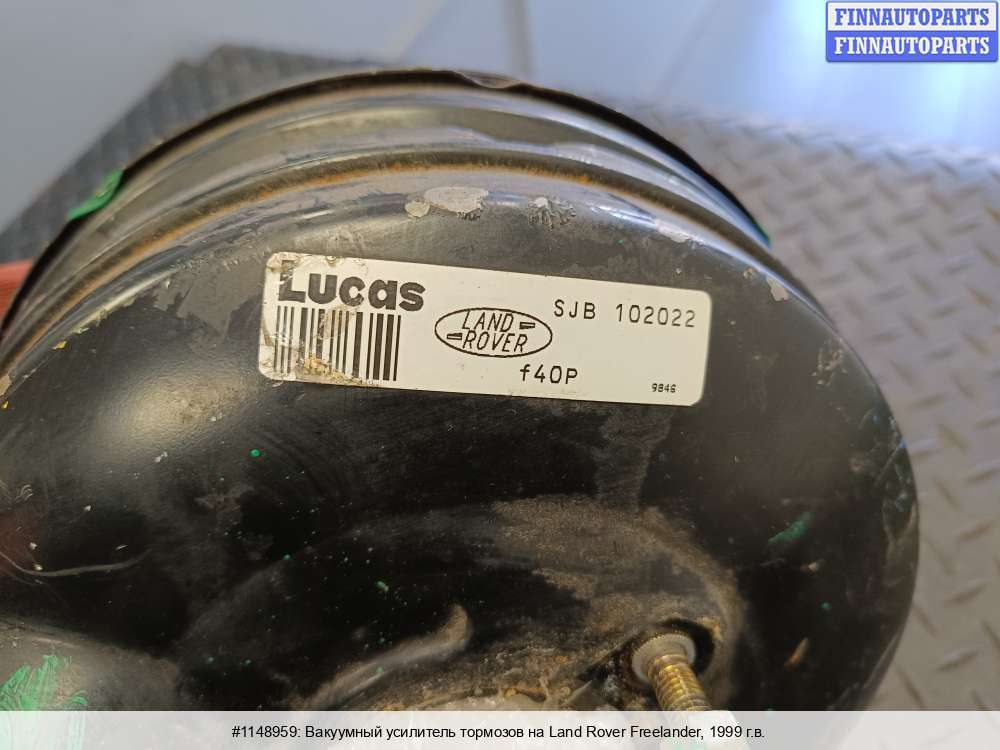 FINNAUTOPARTS
FINNAUTOPARTS
Lucas
LAND
ROVER
SJB 102022
f40P
9846
#1148959: Вакуумный усилитель тормозов на Land Rover Freelander, 1999 г.в.